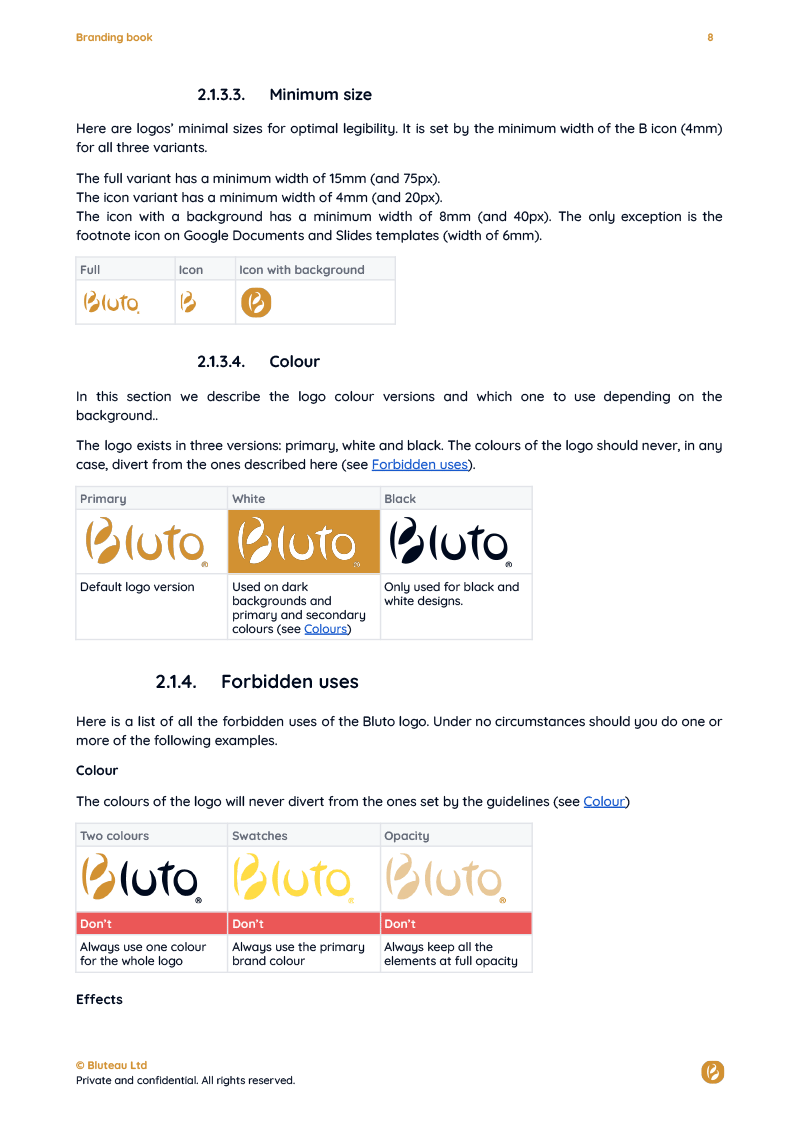 Branding book
8
2.1.3.3. Minimum size
Here are logos’ minimal sizes for optimal legibility. It is set by the minimum width of the B icon (4mm)
for all three variants.
The full variant has a minimum width of 15mm (and 75px).
The icon variant has a minimum width of 4mm (and 20px).
The icon with a background has a minimum width of 8mm (and 40px). The only exception is the
footnote icon on Google Documents and Slides templates (width of 6mm).
Full Icon Icon with background
Bluto B B
2.1.3.4. Colour
In this section we describe the logo colour versions and which one to use depending on the
background..
The logo exists in three versions: primary, white and black. The colours of the logo should never, in any
case, divert from the ones described here (see Forbidden uses).
Primary White Black
Bluto® Bluto® Bluto®
Default logo version
Used on dark
backgrounds and
primary and secondary
colours (see Colours)
Only used for black and
white designs.
2.1.4. Forbidden uses
Here is a list of all the forbidden uses of the Bluto logo. Under no circumstances should you do one or
more of the following examples.
Colour
The colours of the logo will never divert from the ones set by the guidelines (see Colour)
Two colours Swatches Opacity
Bluto® Bluto® Bluto®
Don’t Don’t Don’t
Always use one colour
for the whole logo
Always use the primary
brand colour
Always keep all the
elements at full opacity
Effects
© Bluteau Ltd
Private and confidential. All rights reserved.
B